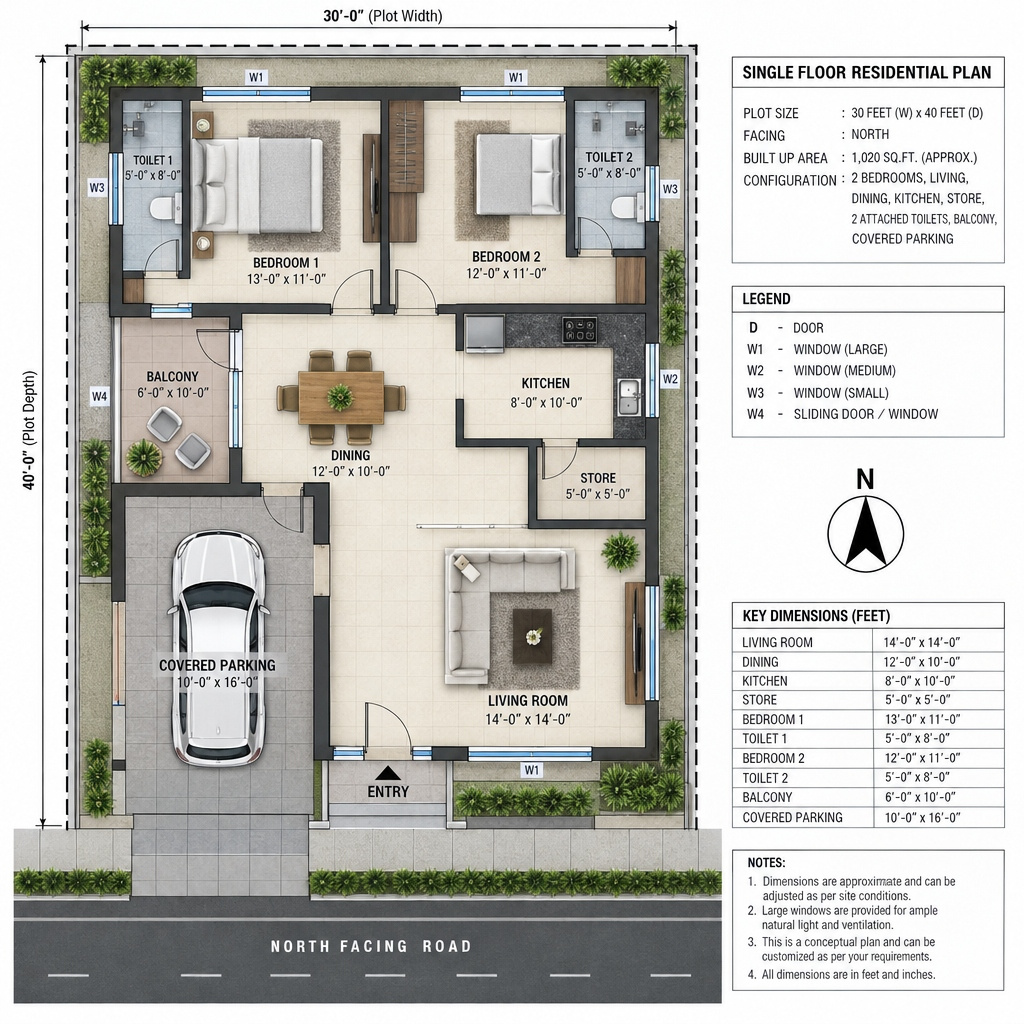 30'-0" (Plot Width)
40'-0" (Plot Depth)
W1
W1
TOILET 1
5'-0" x 8'-0"
W3
BEDROOM 1
13'-0" x 11'-0"
BEDROOM 2
12'-0" x 11'-0"
TOILET 2
5'-0" x 8'-0"
W3
BALCONY
6'-0" x 10'-0"
W4
DINING
12'-0" x 10'-0"
KITCHEN
8'-0" x 10'-0"
W2
STORE
5'-0" x 5'-0"
COVERED PARKING
10'-0" x 16'-0"
LIVING ROOM
14'-0" x 14'-0"
W1
ENTRY
NORTH FACING ROAD
SINGLE FLOOR RESIDENTIAL PLAN
PLOT SIZE : 30 FEET (W) x 40 FEET (D)
FACING : NORTH
BUILT UP AREA : 1,020 SQ.FT. (APPROX.)
CONFIGURATION : 2 BEDROOMS, LIVING,
DINING, KITCHEN, STORE,
2 ATTACHED TOILETS, BALCONY,
COVERED PARKING
LEGEND
D - DOOR
W1 - WINDOW (LARGE)
W2 - WINDOW (MEDIUM)
W3 - WINDOW (SMALL)
W4 - SLIDING DOOR / WINDOW
N
KEY DIMENSIONS (FEET)
LIVING ROOM 14'-0" x 14'-0"
DINING 12'-0" x 10'-0"
KITCHEN 8'-0" x 10'-0"
STORE 5'-0" x 5'-0"
BEDROOM 1 13'-0" x 11'-0"
TOILET 1 5'-0" x 8'-0"
BEDROOM 2 12'-0" x 11'-0"
TOILET 2 5'-0" x 8'-0"
BALCONY 6'-0" x 10'-0"
COVERED PARKING 10'-0" x 16'-0"
NOTES:
1. Dimensions are approximate and can be
adjusted as per site conditions.
2. Large windows are provided for ample
natural light and ventilation.
3. This is a conceptual plan and can be
customized as per your requirements.
4. All dimensions are in feet and inches.